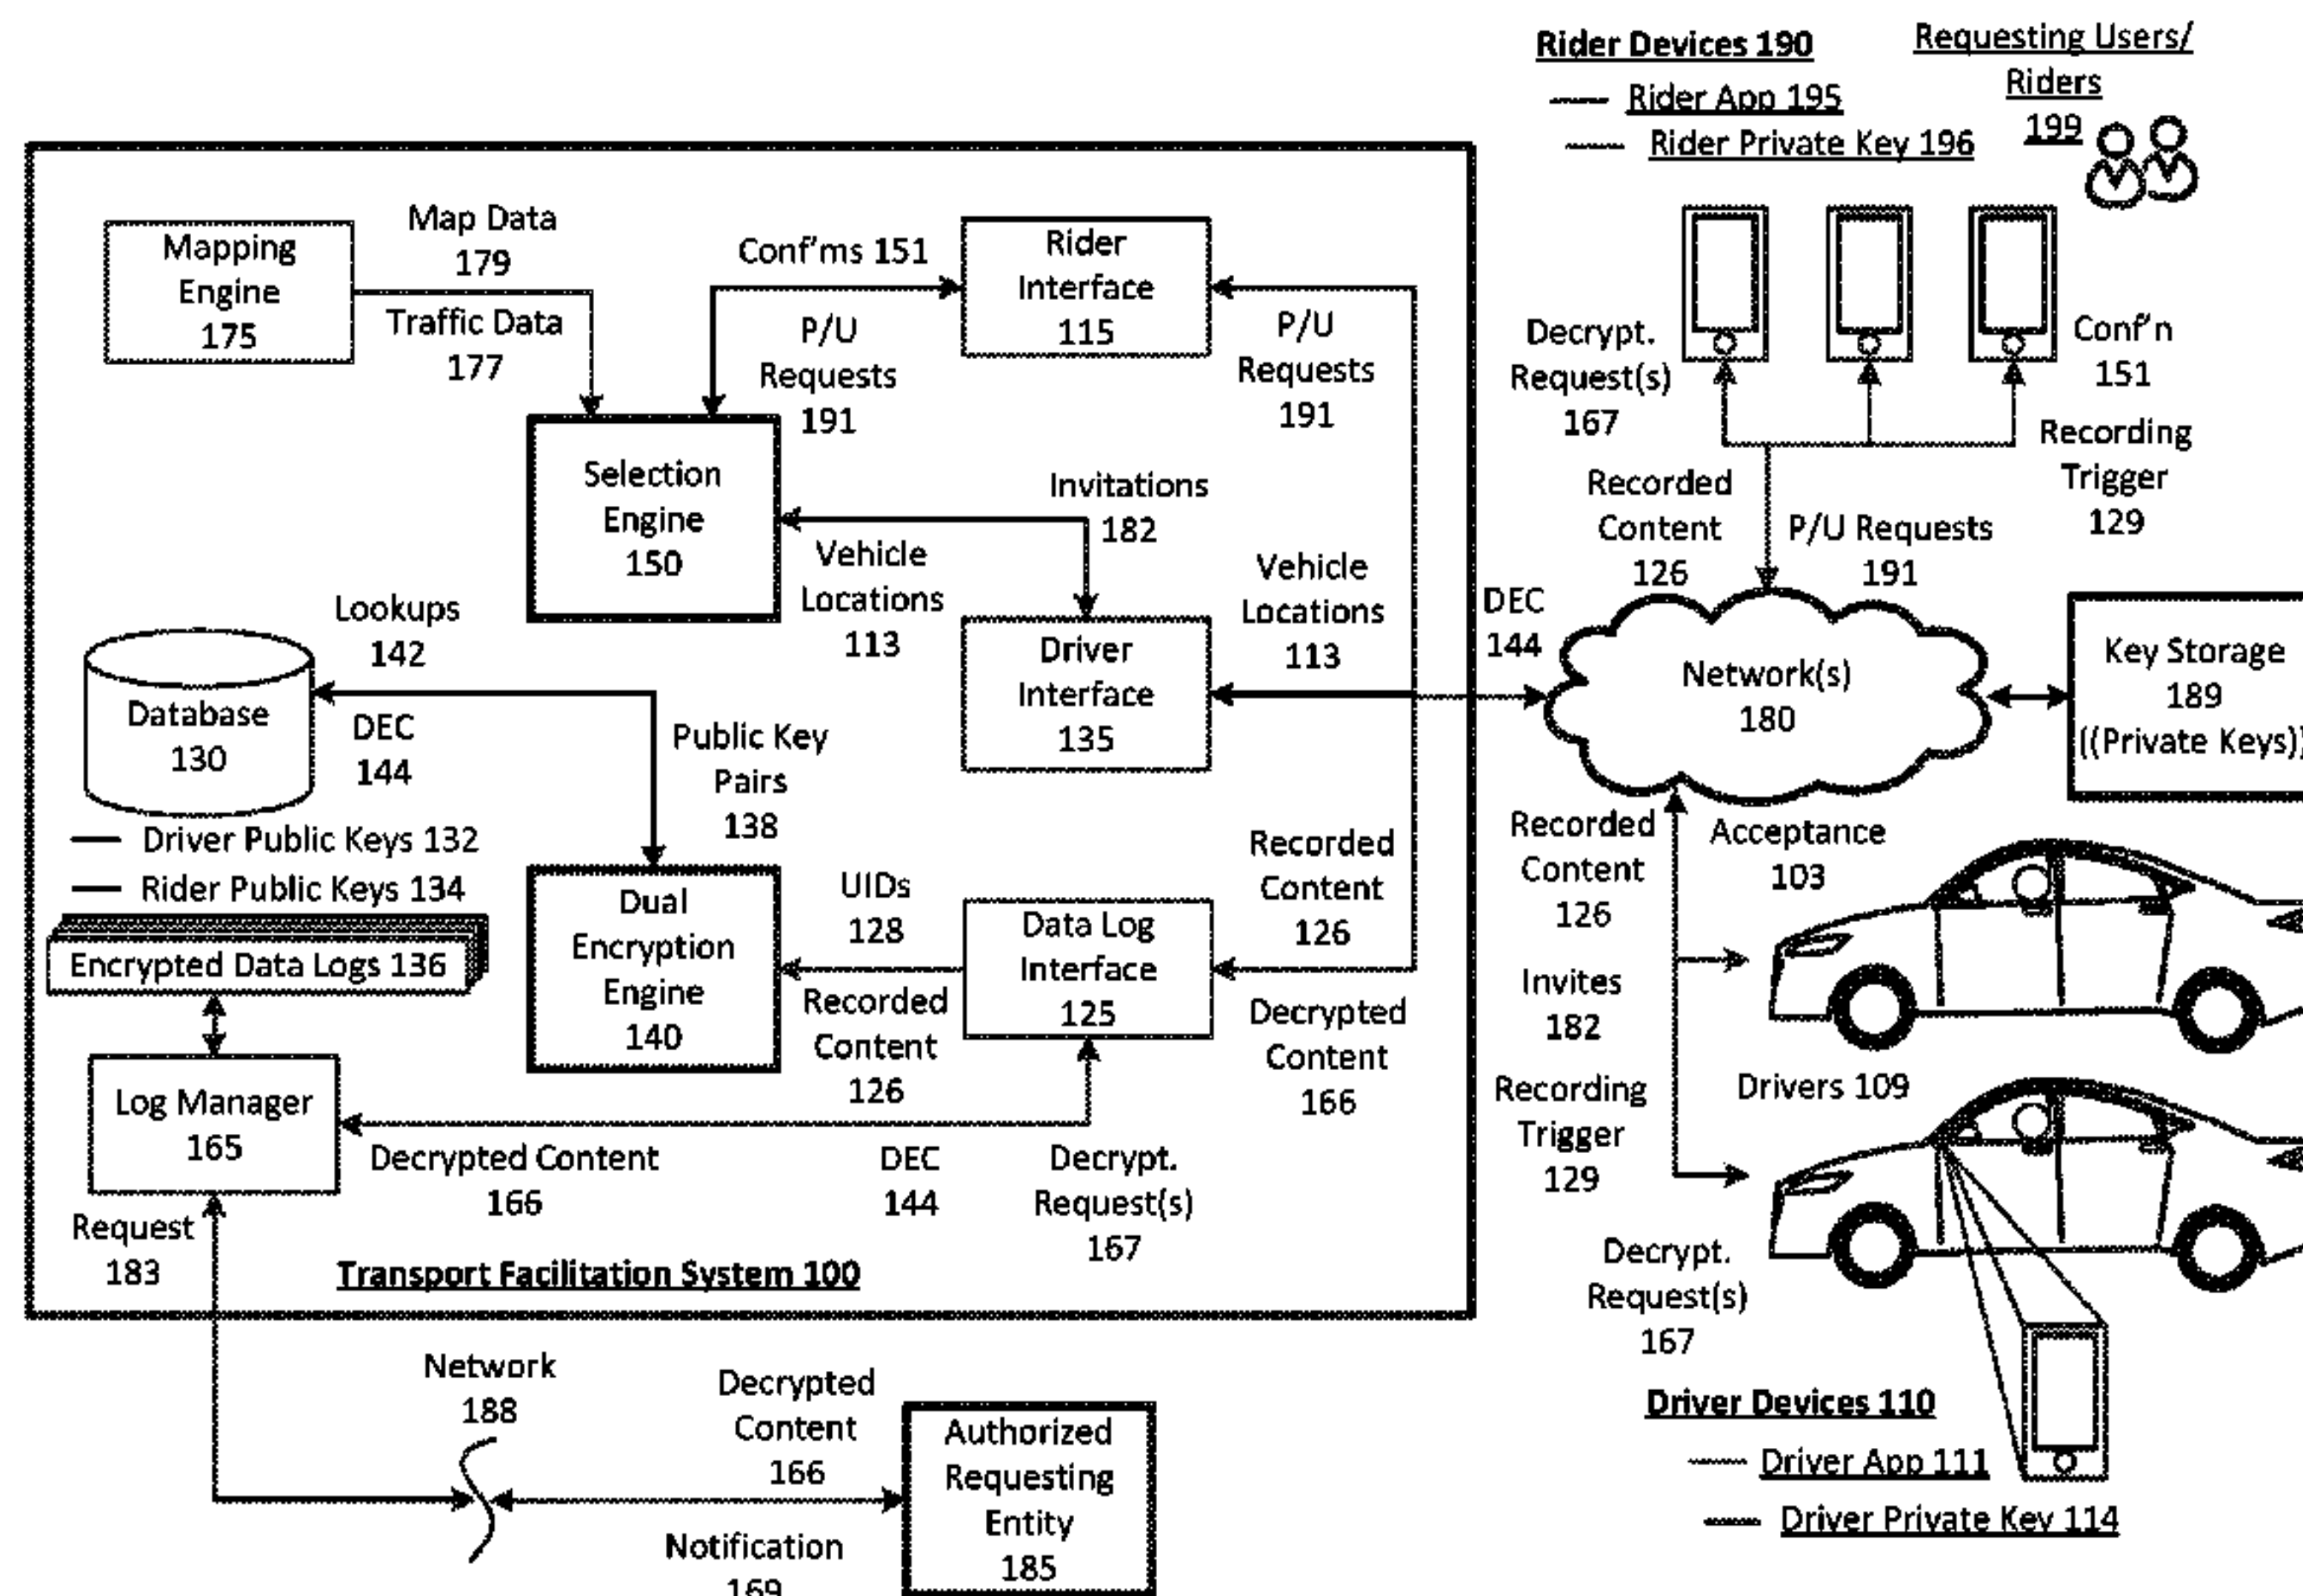 Rider Devices 190
Rider App 195
Rider Private Key 196
Requesting Users/
Riders
199
Mapping
Engine
175
Map Data
179
Traffic Data
177
Conf'ms 151
P/U
Requests
191
Rider
Interface
115
P/U
Requests
191
Decrypt.
Request(s)
167
Conf'n
151
Recording
Trigger
129
Recorded
Content
126
P/U Requests
191
Selection
Engine
150
Invitations
182
Vehicle
Locations
113
Vehicle
Locations
113
Driver
Interface
135
DEC
144
Network(s)
180
Key Storage
189
((Private Keys))
Lookups
142
Database
130
DEC
144
Public Key
Pairs
138
Driver Public Keys 132
Rider Public Keys 134
Encrypted Data Logs 136
Dual
Encryption
Engine
140
UIDs
128
Recorded
Content
126
Data Log
Interface
125
Recorded
Content
126
Decrypted
Content
166
Recorded
Content
126
Acceptance
103
Invites
182
Recording
Trigger
129
Drivers 109
Decrypt.
Request(s)
167
Log Manager
165
Decrypted Content
166
DEC
144
Decrypt.
Request(s)
167
Request
183
Transport Facilitation System 100
Network
188
Decrypted
Content
166
Notification
169
Authorized
Requesting
Entity
185
Driver Devices 110
Driver App 111
Driver Private Key 114